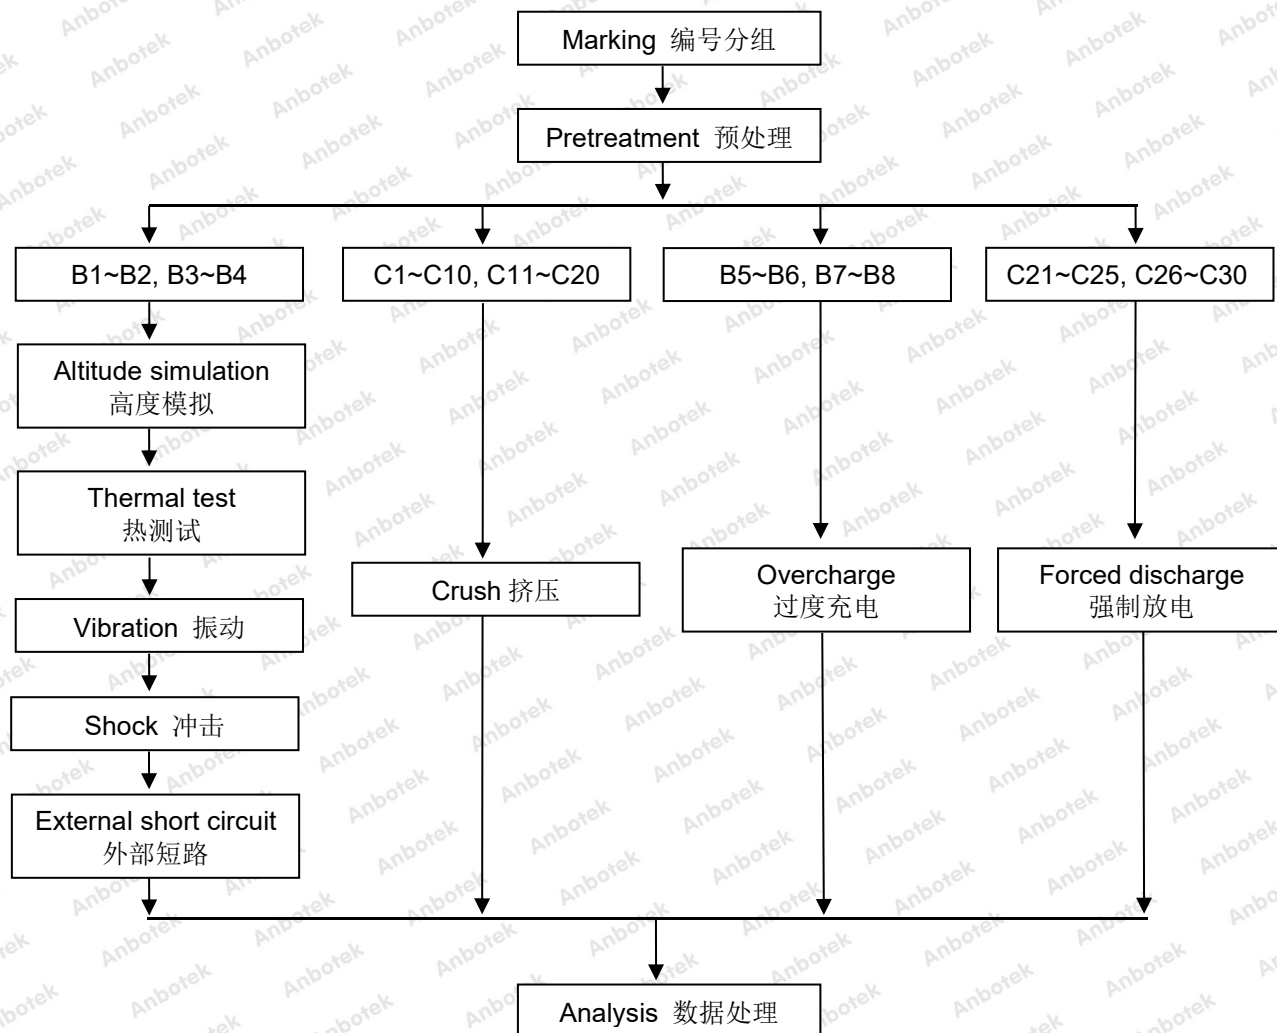 Marking 编号分组
Pretreatment 预处理
B1~B2, B3~B4
C1~C10, C11~C20
B5~B6, B7~B8
C21~C25, C26~C30
Altitude simulation
高度模拟
Thermal test
热测试
Vibration 振动
Shock 冲击
External short circuit
外部短路
Crush 挤压
Overcharge
过度充电
Forced discharge
强制放电
Analysis 数据处理
Anbotek